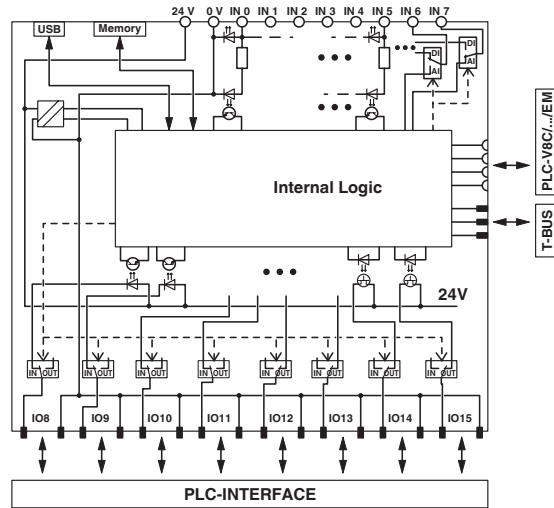 24 V 0 V IN 0 IN 1 IN 2 IN 3 IN 4 IN 5 IN 6 IN 7
USB Memory
DI
AI
DI
AI
PLC-V8C/.../EM
T-BUS
Internal Logic
24V
IN OUT IN OUT IN OUT IN OUT IN OUT IN OUT IN OUT IN OUT
IO8 IO9 IO10 IO11 IO12 IO13 IO14 IO15
PLC-INTERFACE